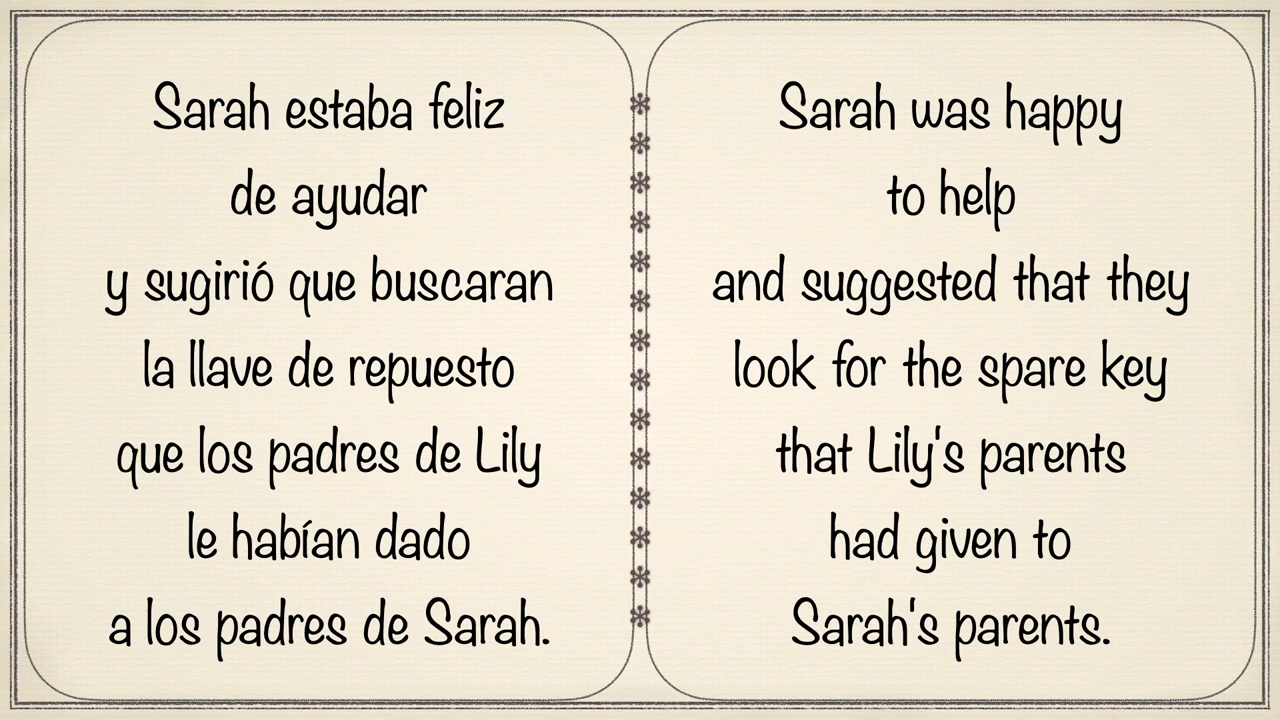 Sarah estaba feliz
de ayudar
y sugirió que buscaran
la llave de repuesto
que los padres de Lily
le habían dado
a los padres de Sarah.
Sarah was happy
to help
and suggested that they
look for the spare key
that Lily's parents
had given to
Sarah's parents.